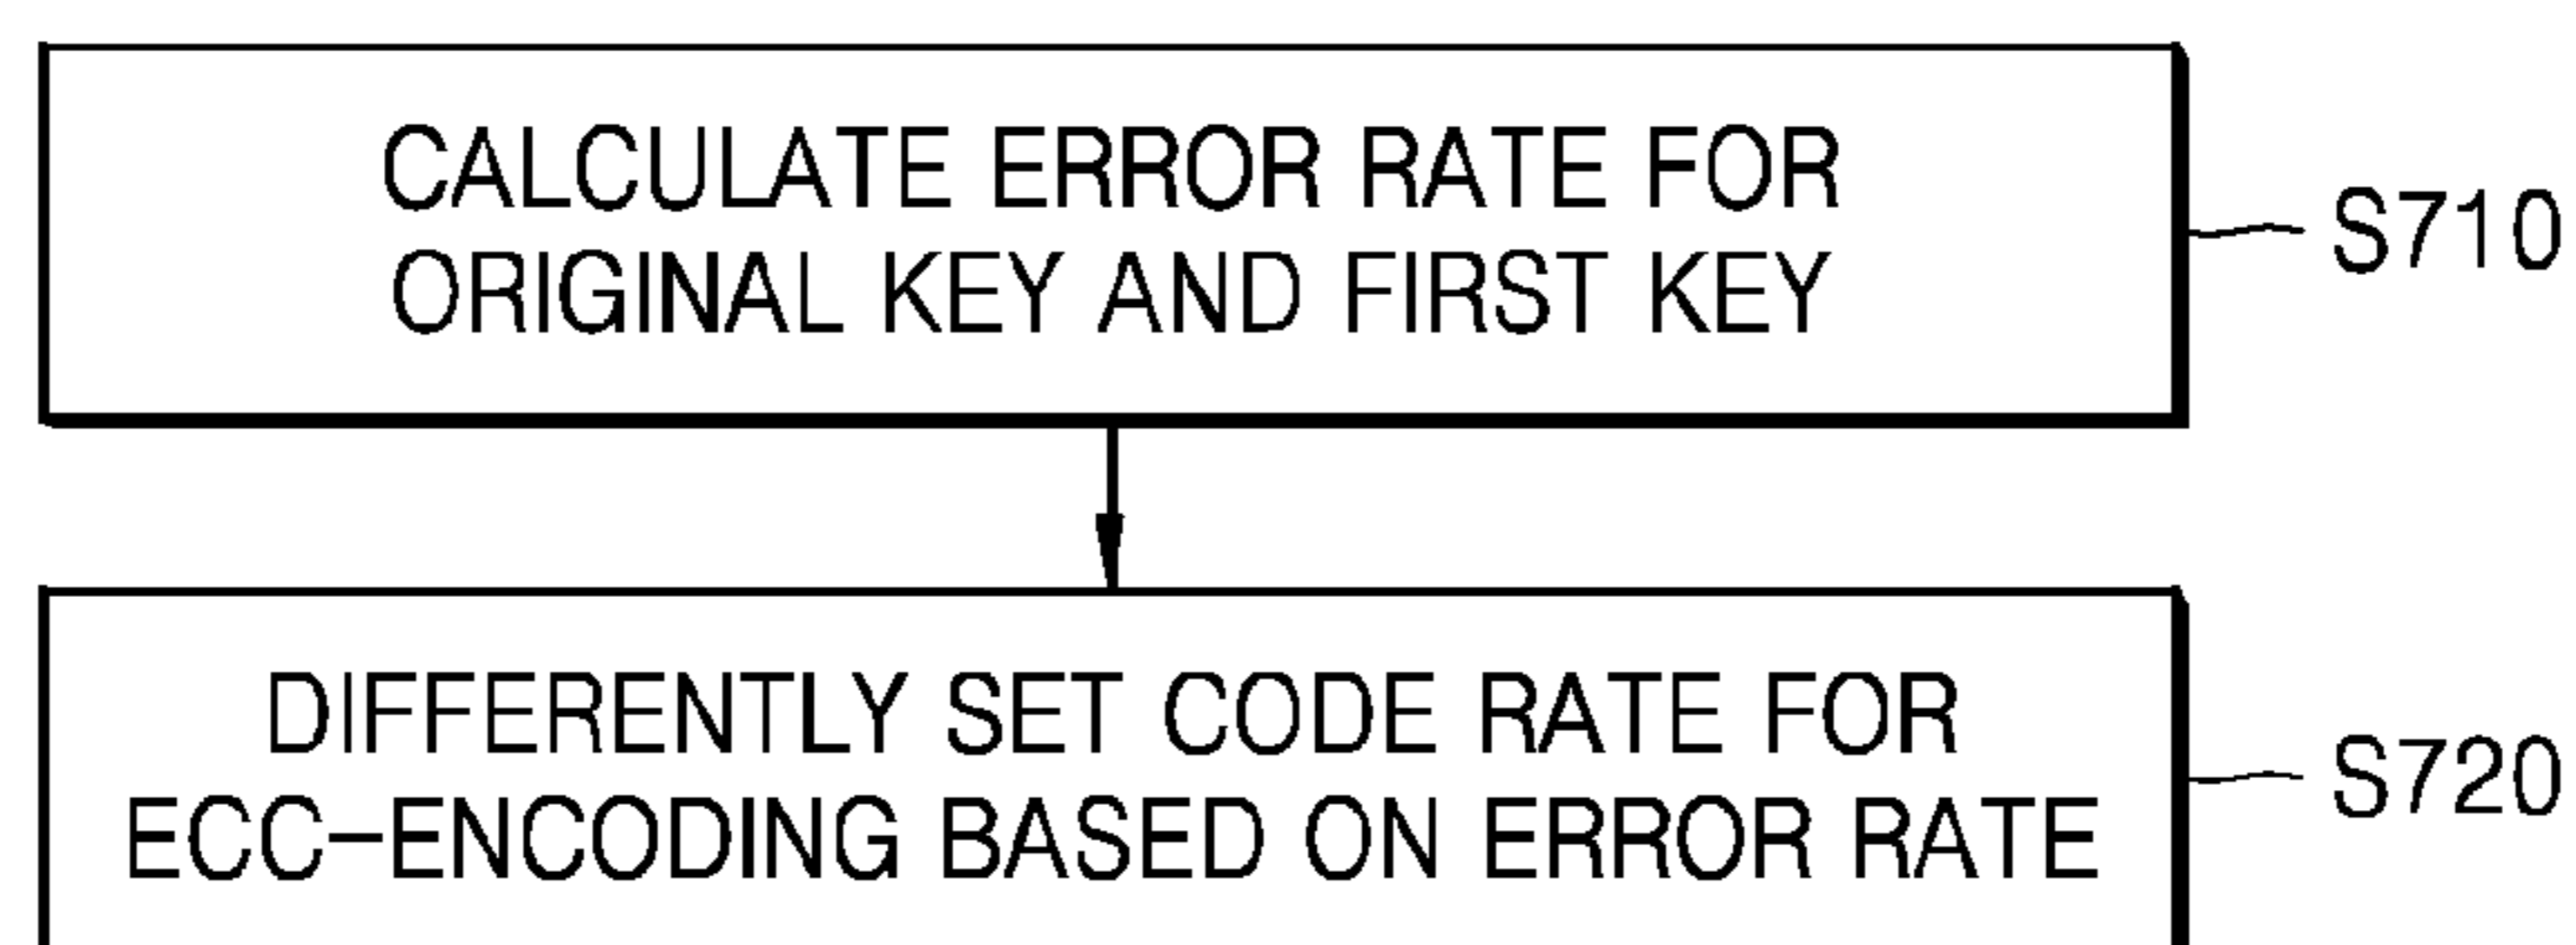 CALCULATE ERROR RATE FOR
ORIGINAL KEY AND FIRST KEY
S710
DIFFERENTLY SET CODE RATE FOR
ECC-ENCODING BASED ON ERROR RATE
S720